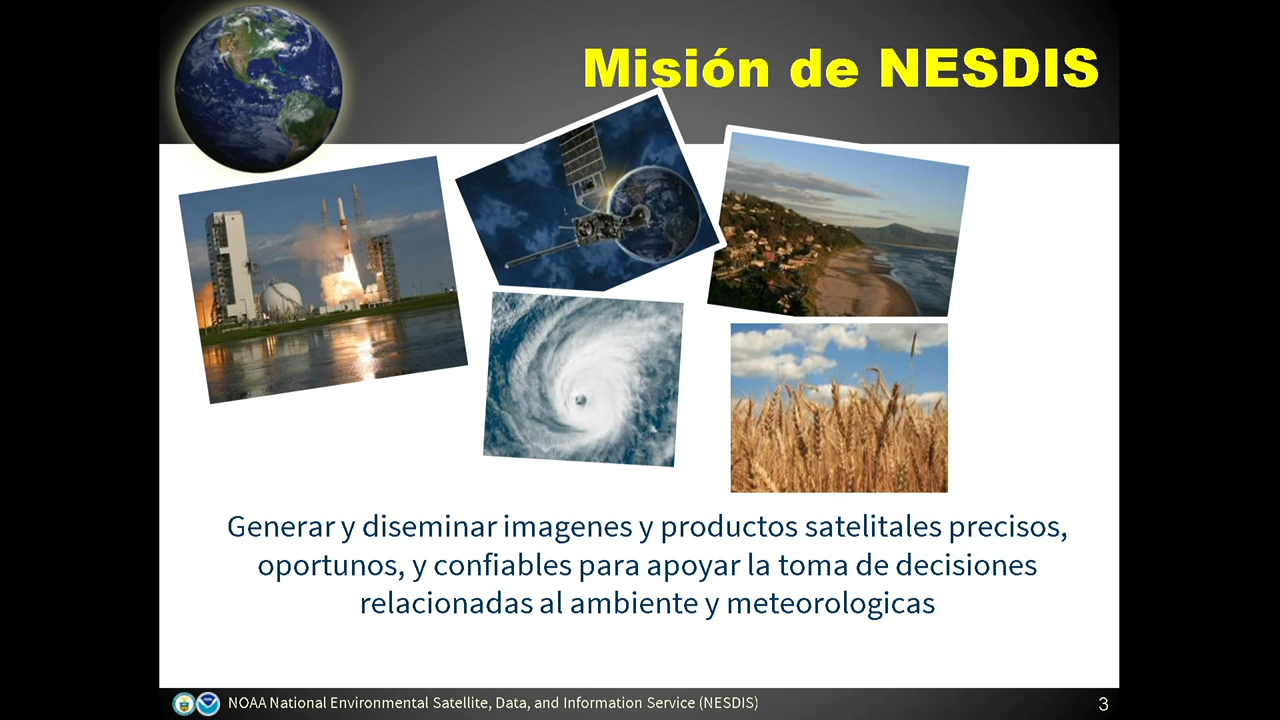 Misión de NESDIS
Generar y diseminar imagenes y productos satelitales precisos,
oportunos, y confiables para apoyar la toma de decisiones
relacionadas al ambiente y meteorologicas
NOAA National Environmental Satellite, Data, and Information Service (NESDIS)
3